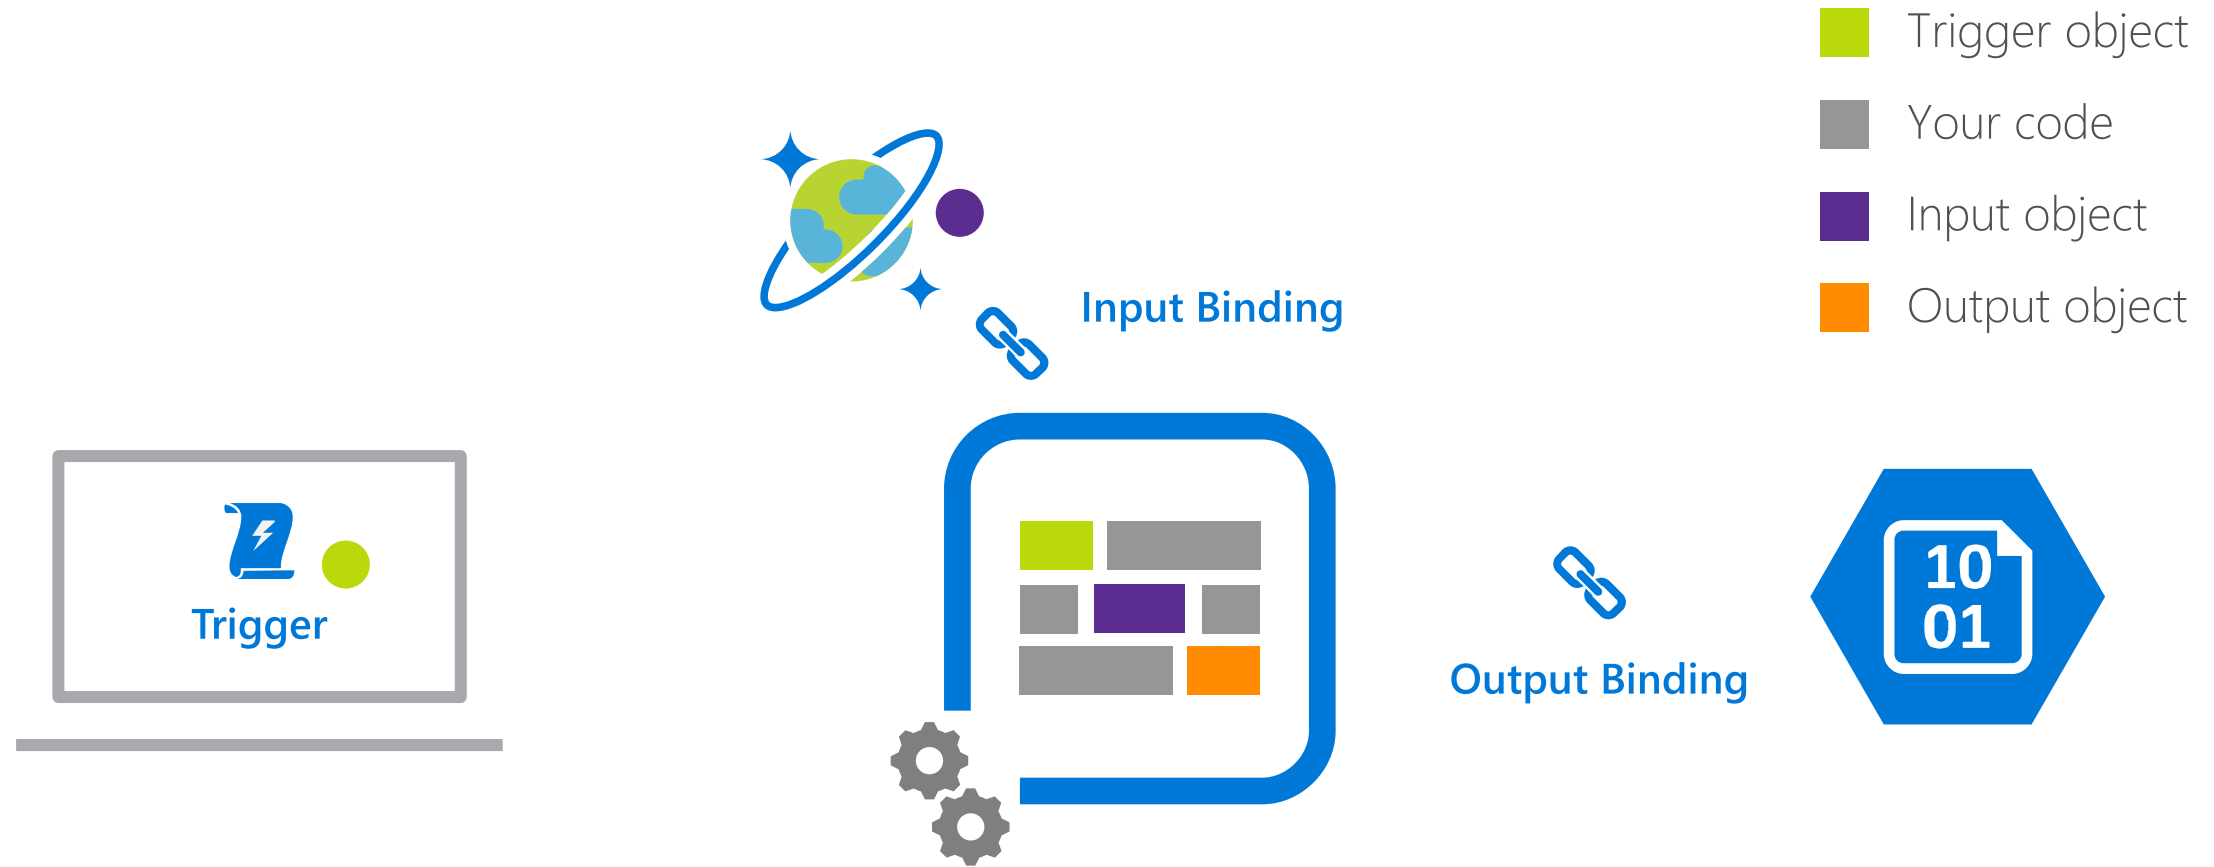 Trigger object
Your code
Input object
Output object
Input Binding
Trigger
Output Binding
10
01